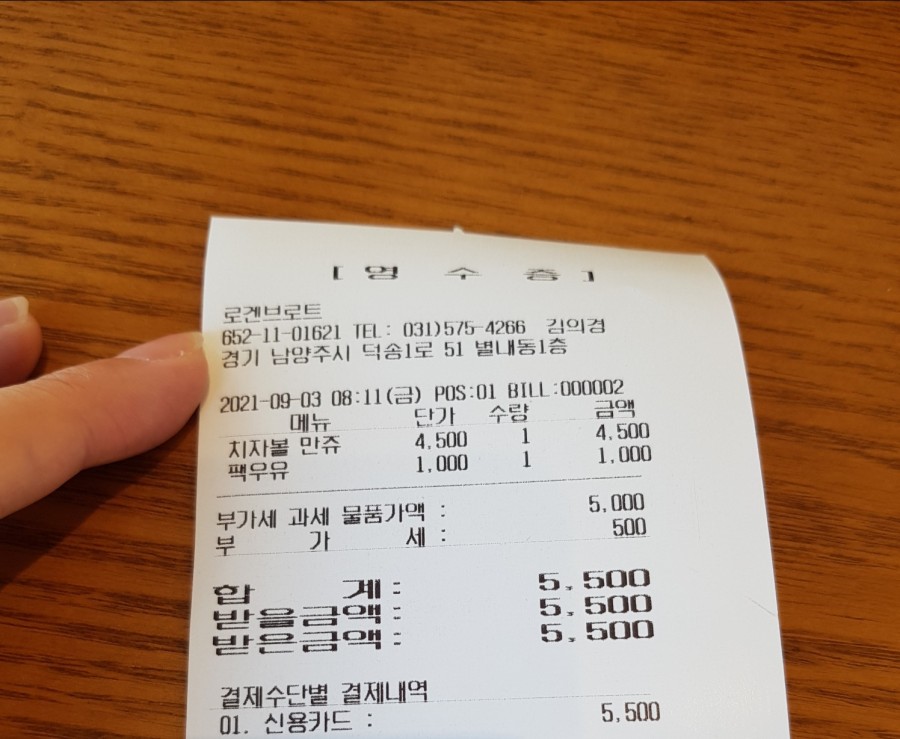 [ 영 수 증 ]
로겐브로트
652-11-01621 TEL: 031)575-4266 김의경
경기 남양주시 덕송1로 51 별내동1층
2021-09-03 08:11(금) POS:01 BILL:000002
메뉴 단가 수량 금액
치자볼 만쥬 4,500 1 4,500
팩우유 1,000 1 1,000
부가세 과세 물품가액 : 5,000
부 가 세 : 500
합 계: 5,500
받을금액: 5,500
받은금액: 5,500
결제수단별 결제내역
01. 신용카드 : 5,500